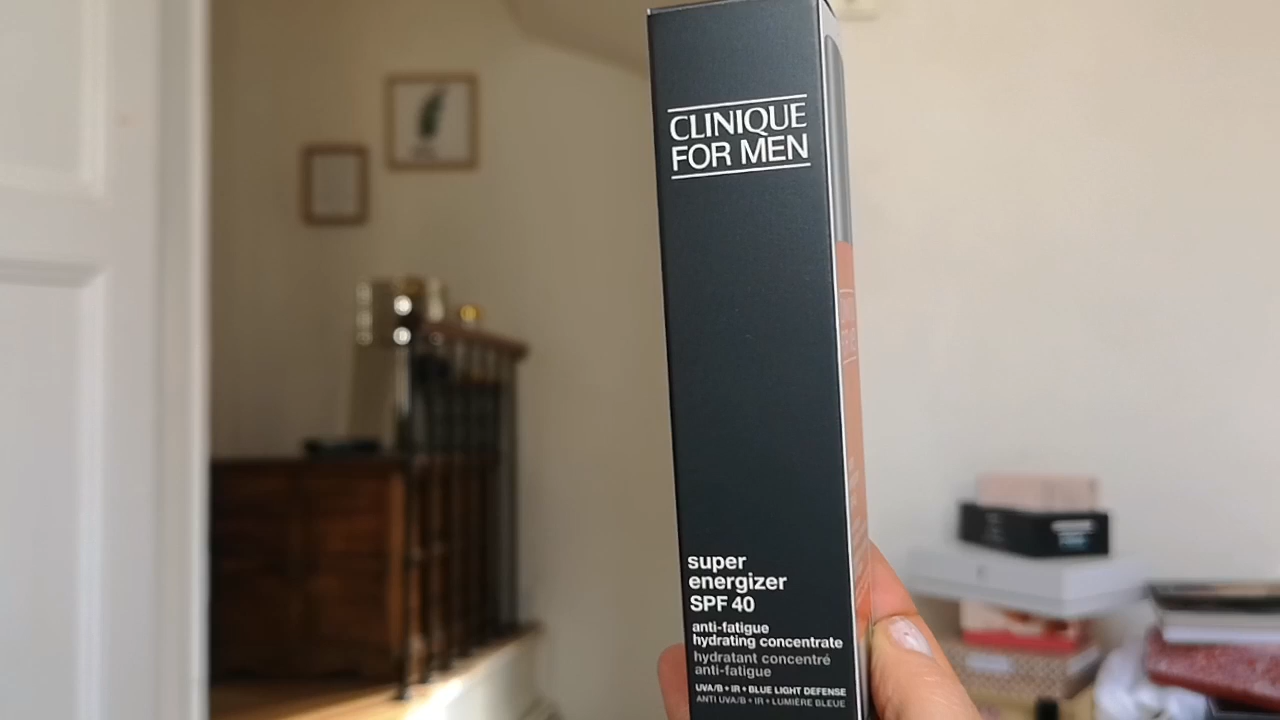 CLINIQUE
FOR MEN
super
energizer
SPF 40
anti-fatigue
hydrating concentrate
hydratant concentré
anti-fatigue
UVA/B + IR + BLUE LIGHT DEFENSE
ANTI UVA/B + IR + LUMIÈRE BLEUE